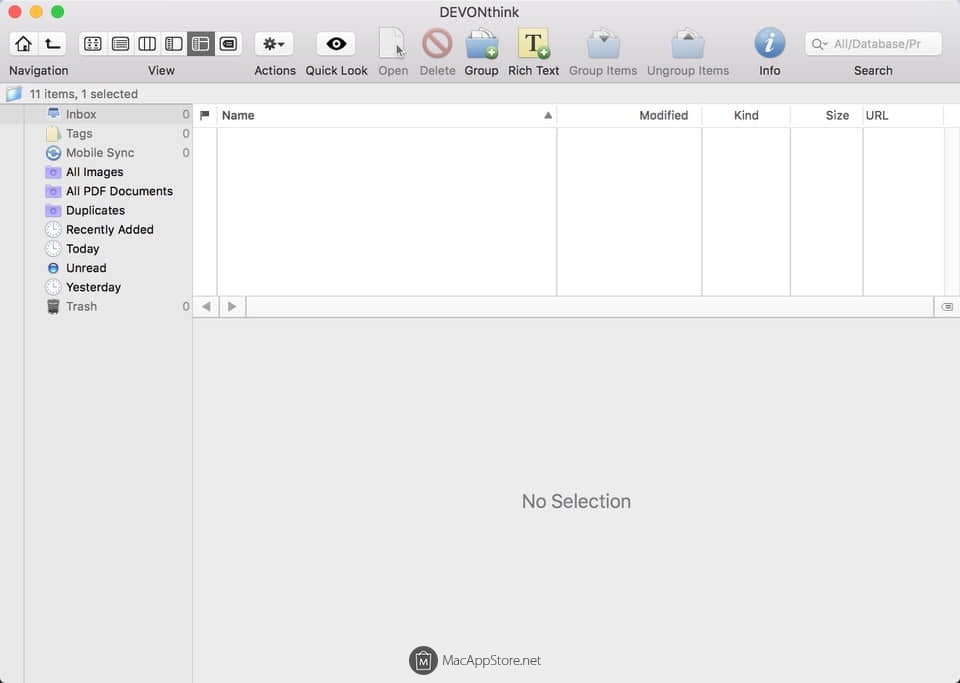 DEVONthink
Navigation View Actions Quick Look Open Delete Group Rich Text Group Items Ungroup Items Info Search
All/Database/Pr
11 items, 1 selected
Inbox 0
Name Modified Kind Size URL
Tags 0
Mobile Sync 0
All Images
All PDF Documents
Duplicates
Recently Added
Today
Unread
Yesterday
Trash 0
No Selection
MacAppStore.net